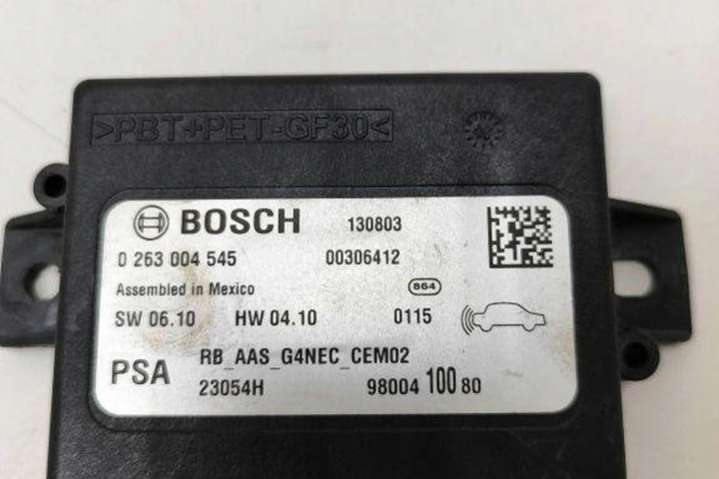 >PBT+PET-GF30<
BOSCH 130803
0 263 004 545 00306412
Assembled in Mexico 864
SW 06.10 HW 04.10 0115
RB_AAS_G4NEC_CEM02
PSA 23054H 98004 100 80